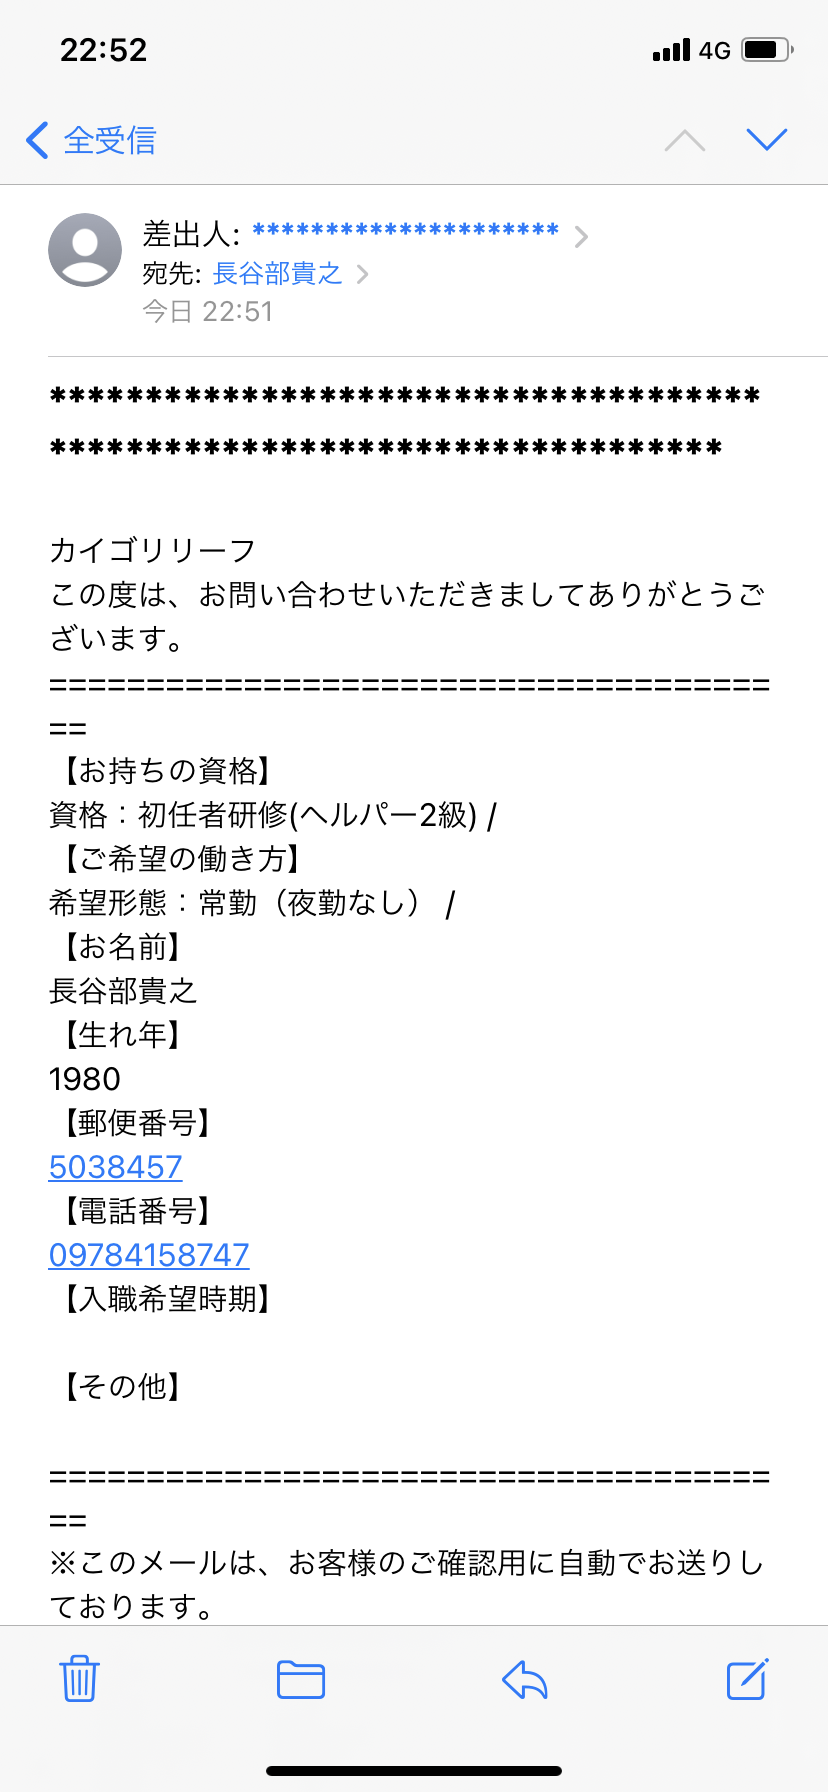 22:52
4G
全受信
差出人: *********************
宛先: 長谷部貴之
今日 22:51
*************************************
***********************************
カイゴリリーフ
この度は、お問い合わせいただきましてありがとうご
ざいます。
=====================================
==
【お持ちの資格】
資格：初任者研修(ヘルパー2級) /
【ご希望の働き方】
希望形態：常勤（夜勤なし） /
【お名前】
長谷部貴之
【生れ年】
1980
【郵便番号】
5038457
【電話番号】
09784158747
【入職希望時期】
【その他】
=====================================
==
※このメールは、お客様のご確認用に自動でお送りし
ております。